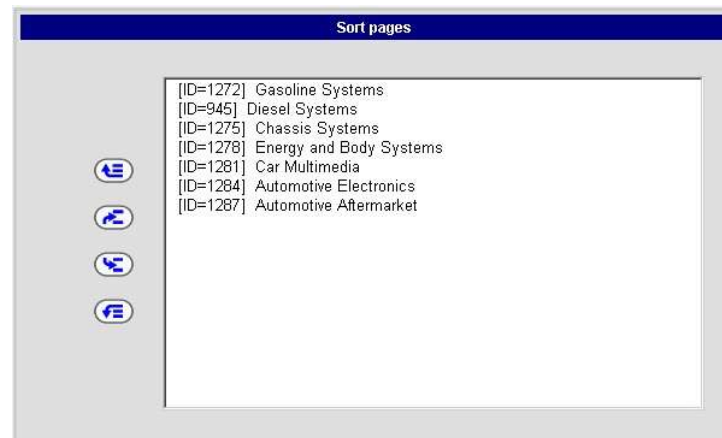 Sort pages
[ID=1272] Gasoline Systems
[ID=945] Diesel Systems
[ID=1275] Chassis Systems
[ID=1278] Energy and Body Systems
[ID=1281] Car Multimedia
[ID=1284] Automotive Electronics
[ID=1287] Automotive Aftermarket